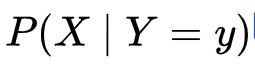 P(X | Y = y)